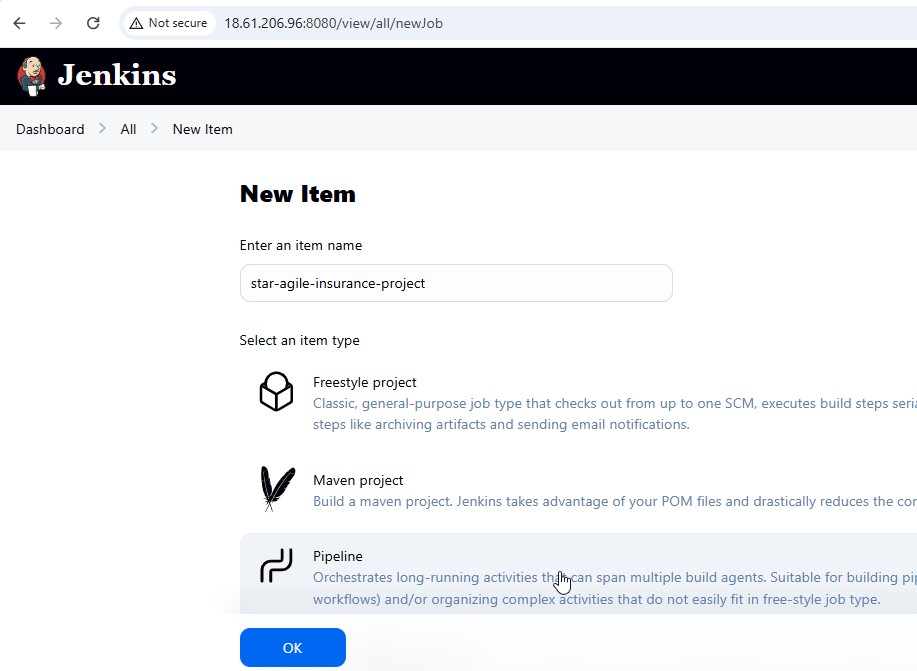 Not secure 18.61.206.96:8080/view/all/newJob
Jenkins
Dashboard All New Item
New Item
Enter an item name
star-agile-insurance-project
Select an item type
Freestyle project
Classic, general-purpose job type that checks out from up to one SCM, executes build steps
steps like archiving artifacts and sending email notifications.
Maven project
Build a maven project. Jenkins takes advantage of your POM files and drastically reduces the
Pipeline
Orchestrates long-running activities that can span multiple build agents. Suitable for building
workflows) and/or organizing complex activities that do not easily fit in free-style job type.
OK